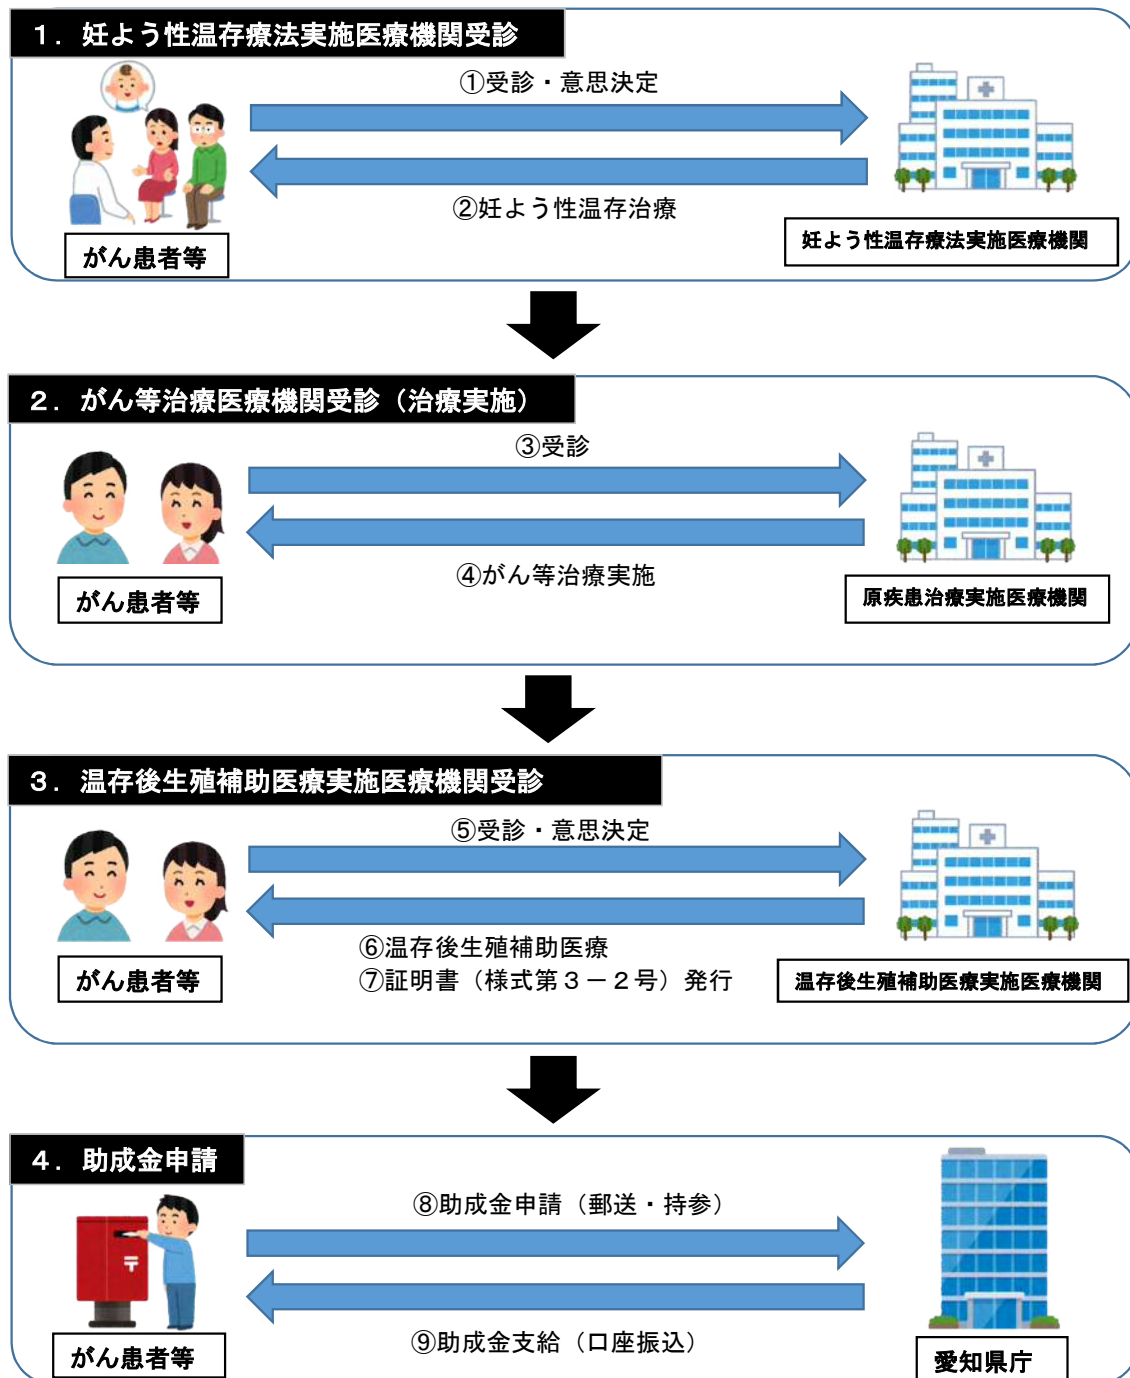 １．妊よう性温存療法実施医療機関受診
①受診・意思決定
②妊よう性温存治療
がん患者等
妊よう性温存療法実施医療機関
２．がん等治療医療機関受診（治療実施）
③受診
④がん等治療実施
がん患者等
原疾患治療実施医療機関
３．温存後生殖補助医療実施医療機関受診
⑤受診・意思決定
⑥温存後生殖補助医療
⑦証明書（様式第３－２号）発行
がん患者等
温存後生殖補助医療実施医療機関
４．助成金申請
⑧助成金申請（郵送・持参）
〒
⑨助成金支給（口座振込）
がん患者等
愛知県庁